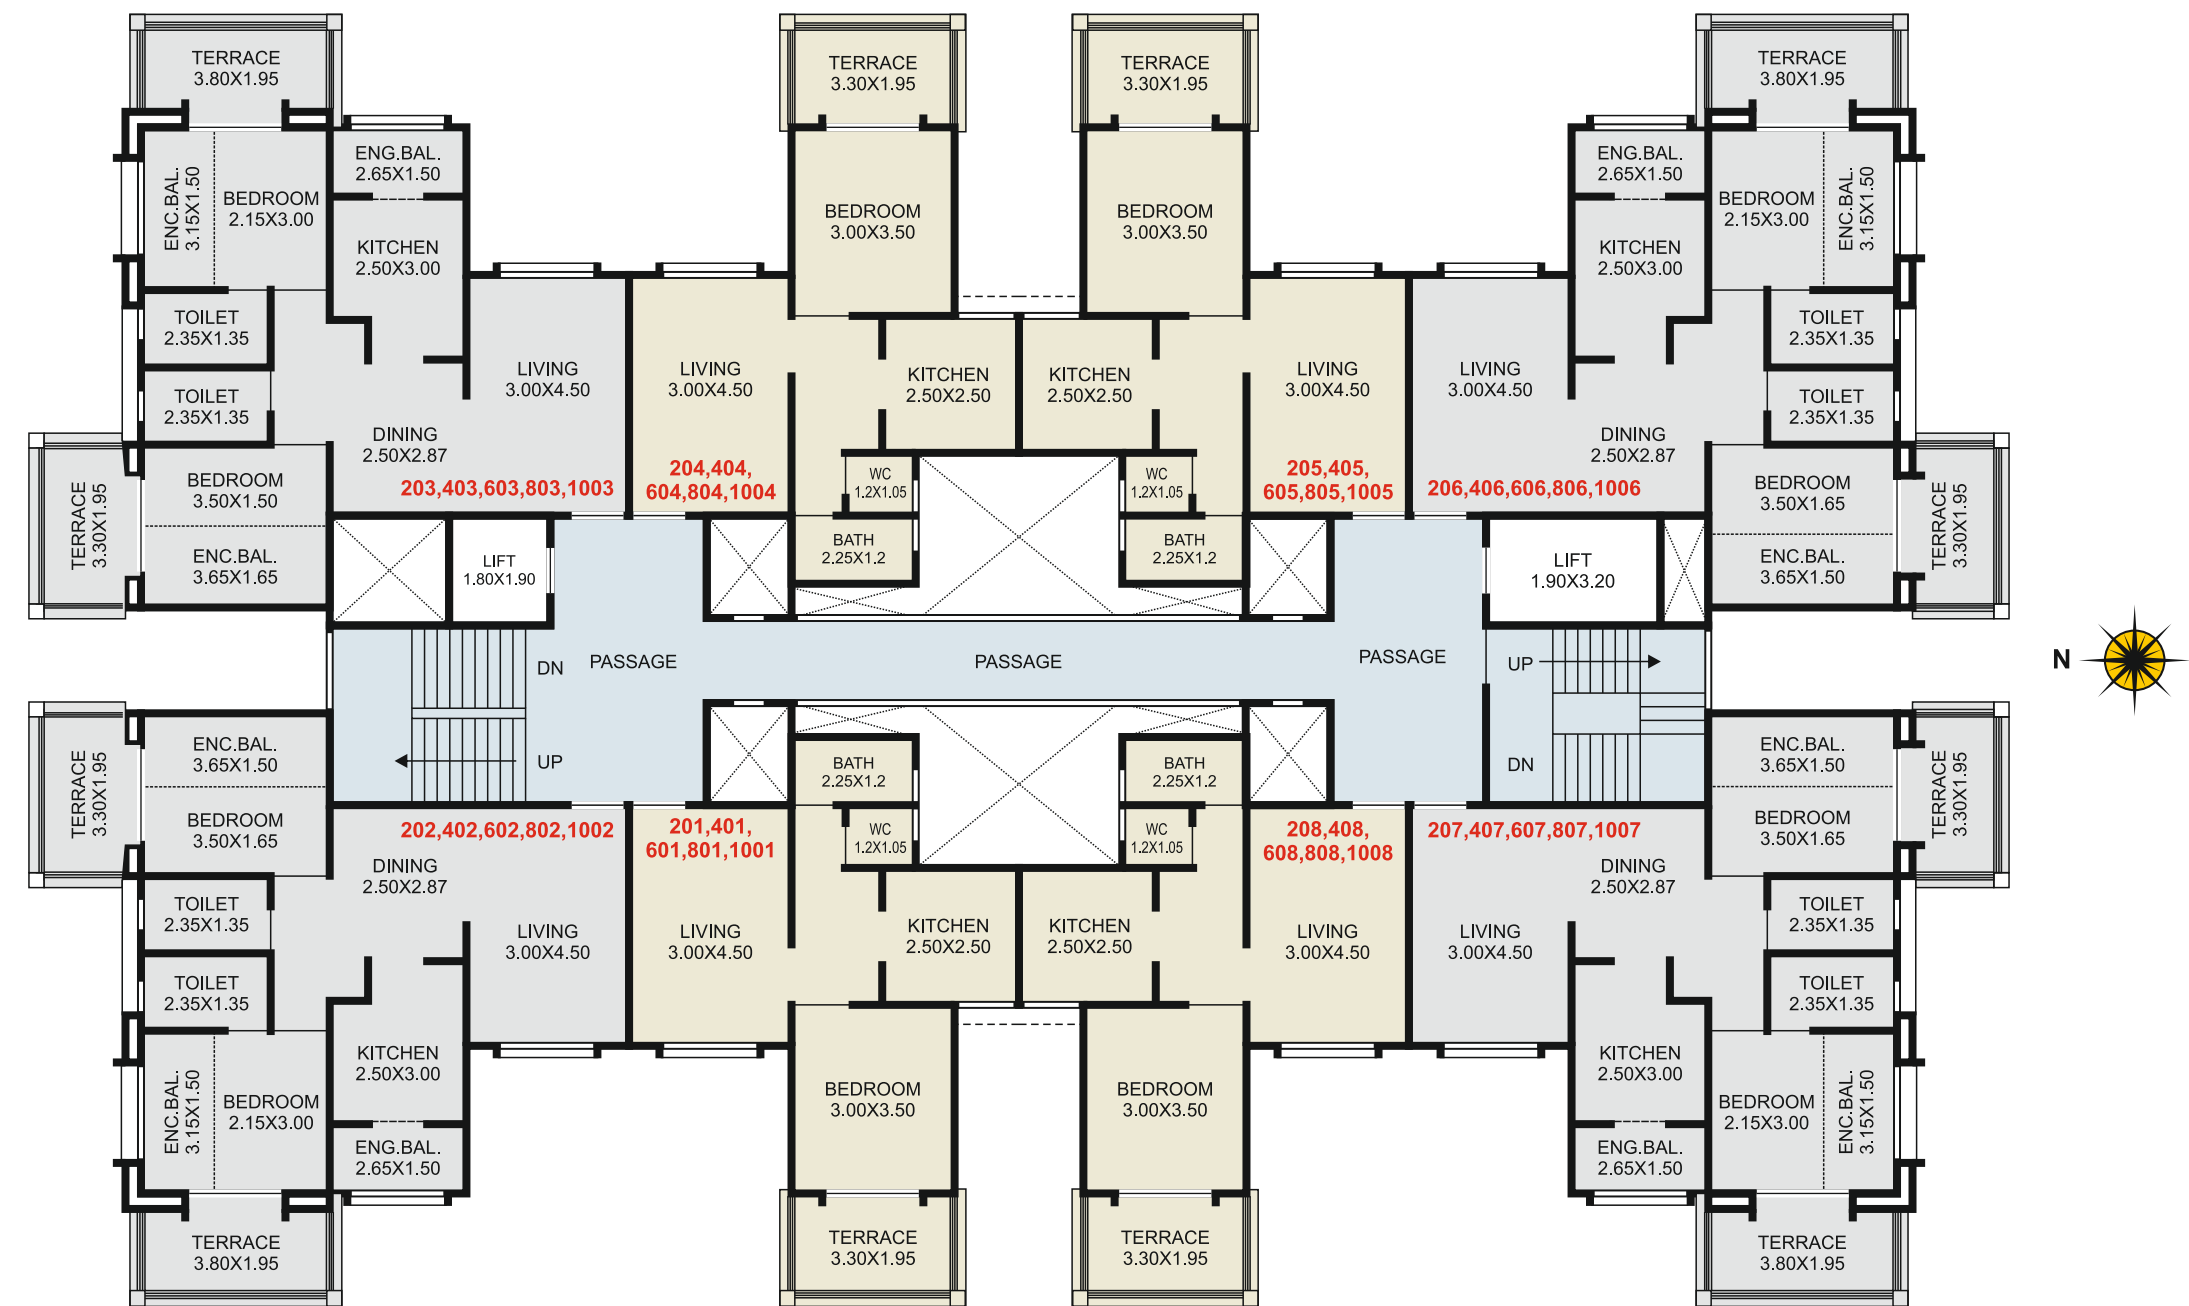 TERRACE
3.80X1.95
TERRACE
3.30X1.95
TERRACE
3.30X1.95
TERRACE
3.80X1.95
ENG.BAL.
2.65X1.50
ENC.BAL.
3.15X1.50
BEDROOM
2.15X3.00
KITCHEN
2.50X3.00
BEDROOM
3.00X3.50
BEDROOM
3.00X3.50
ENG.BAL.
2.65X1.50
KITCHEN
2.50X3.00
BEDROOM
2.15X3.00
ENC.BAL.
3.15X1.50
TOILET
2.35X1.35
TOILET
2.35X1.35
LIVING
3.00X4.50
LIVING
3.00X4.50
KITCHEN
2.50X2.50
KITCHEN
2.50X2.50
LIVING
3.00X4.50
LIVING
3.00X4.50
TOILET
2.35X1.35
TOILET
2.35X1.35
DINING
2.50X2.87
203,403,603,803,1003
204,404,
604,804,1004
WC
1.2X1.05
WC
1.2X1.05
205,405,
605,805,1005
206,406,606,806,1006
DINING
2.50X2.87
TERRACE
3.30X1.95
BEDROOM
3.50X1.50
ENC.BAL.
3.65X1.65
LIFT
1.80X1.90
BATH
2.25X1.2
BATH
2.25X1.2
LIFT
1.90X3.20
BEDROOM
3.50X1.65
ENC.BAL.
3.65X1.50
TERRACE
3.30X1.95
DN
PASSAGE
PASSAGE
PASSAGE
UP
N
UP
DN
TERRACE
3.30X1.95
ENC.BAL.
3.65X1.50
BEDROOM
3.50X1.65
BATH
2.25X1.2
BATH
2.25X1.2
ENC.BAL.
3.65X1.50
BEDROOM
3.50X1.65
TERRACE
3.30X1.95
202,402,602,802,1002
201,401,
601,801,1001
WC
1.2X1.05
WC
1.2X1.05
208,408,
608,808,1008
207,407,607,807,1007
DINING
2.50X2.87
DINING
2.50X2.87
TOILET
2.35X1.35
TOILET
2.35X1.35
LIVING
3.00X4.50
LIVING
3.00X4.50
KITCHEN
2.50X2.50
KITCHEN
2.50X2.50
LIVING
3.00X4.50
LIVING
3.00X4.50
TOILET
2.35X1.35
TOILET
2.35X1.35
ENC.BAL.
3.15X1.50
BEDROOM
2.15X3.00
KITCHEN
2.50X3.00
BEDROOM
3.00X3.50
BEDROOM
3.00X3.50
KITCHEN
2.50X3.00
BEDROOM
2.15X3.00
ENC.BAL.
3.15X1.50
ENG.BAL.
2.65X1.50
ENG.BAL.
2.65X1.50
TERRACE
3.80X1.95
TERRACE
3.30X1.95
TERRACE
3.30X1.95
TERRACE
3.80X1.95